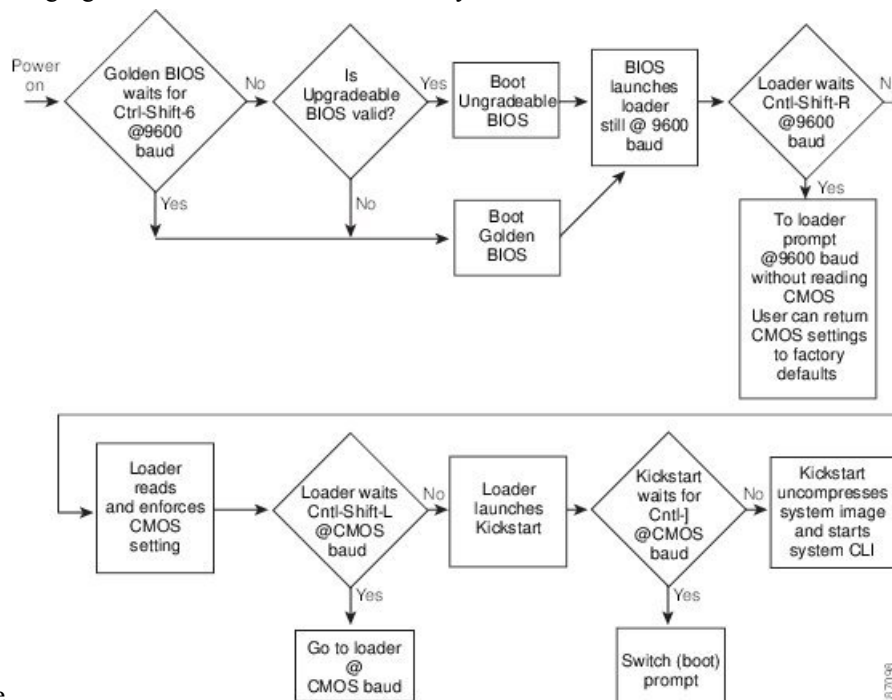 Power
on
Golden BIOS
waits for
Ctrl-Shift-6
@9600
baud
No
Yes
Is
Upgradeable
BIOS valid?
Yes
No
Boot
Ungradeable
BIOS
Boot
Golden
BIOS
BIOS
launches
loader
still @ 9600
baud
Loader waits
Cntl-Shift-R
@9600
baud
Yes
To loader
prompt
@9600 baud
without reading
CMOS
User can return
CMOS settings
to factory
defaults
Loader
reads
and enforces
CMOS
setting
Loader waits
Cntl-Shift-L
@CMOS
baud
No
Yes
Go to loader
@
CMOS baud
Loader
launches
Kickstart
Kickstart
waits for
Cntl-]
@CMOS
baud
No
Yes
Switch (boot)
prompt
Kickstart
uncompresses
system image
and starts
system CLI